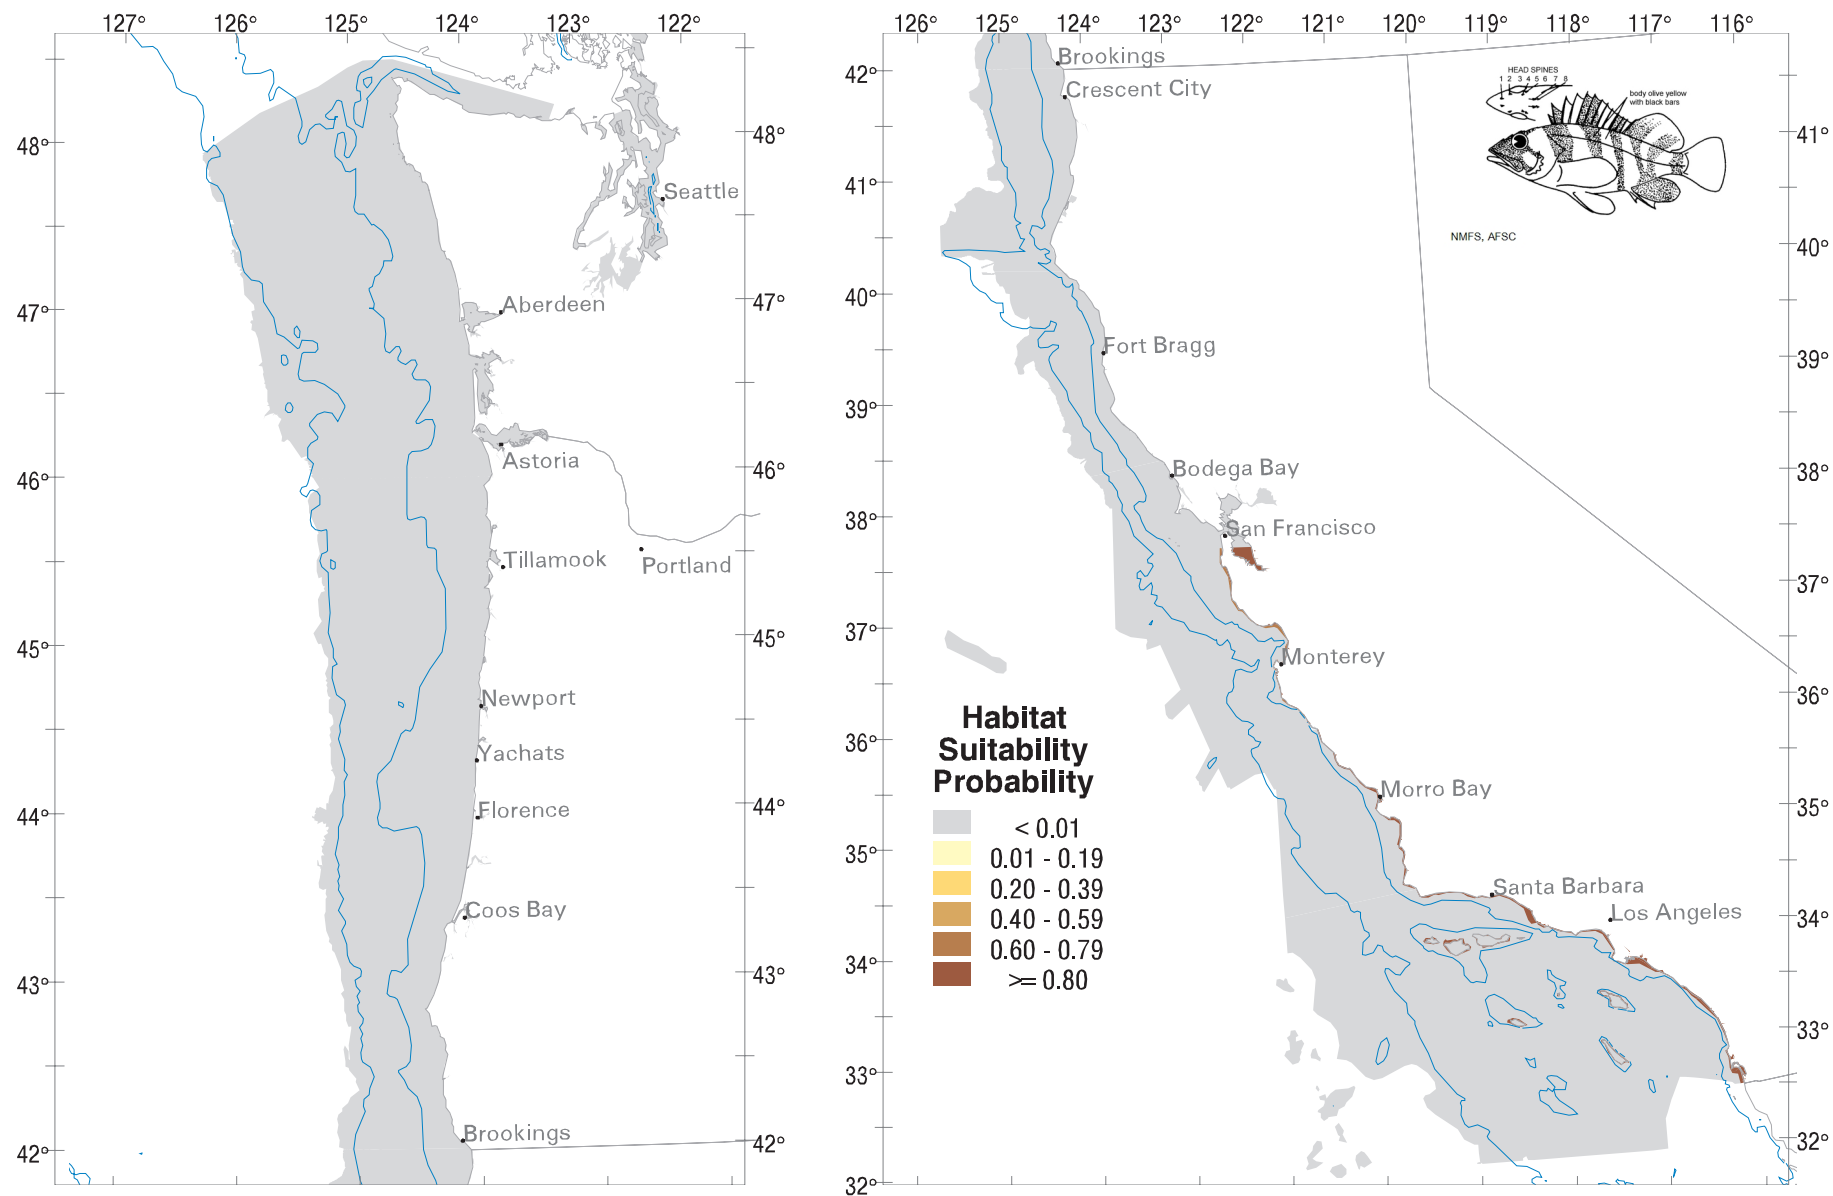 127° 126° 125° 124° 123° 122°
48° 48°
Seattle
47° 47°
Aberdeen
46° 46°
Astoria
Tillamook
Portland
45° 45°
Newport
Yachats
44° 44°
Florence
Coos Bay
43° 43°
Brookings
42° 42°
126° 125° 124° 123° 122° 121° 120° 119° 118° 117° 116°
Brookings
42°
Crescent City
41° 41°
40° 40°
Fort Bragg
39° 39°
Bodega Bay
38° 38°
San Francisco
37° 37°
Monterey
36° 36°
Morro Bay
35° 35°
Santa Barbara
Los Angeles
34° 34°
33° 33°
32° 32°
HEAD SPINES
1 2 3 4 5 6 7 8
body olive yellow
with black bars
NMFS, AFSC
Habitat
Suitability
Probability
< 0.01
0.01 - 0.19
0.20 - 0.39
0.40 - 0.59
0.60 - 0.79
>= 0.80